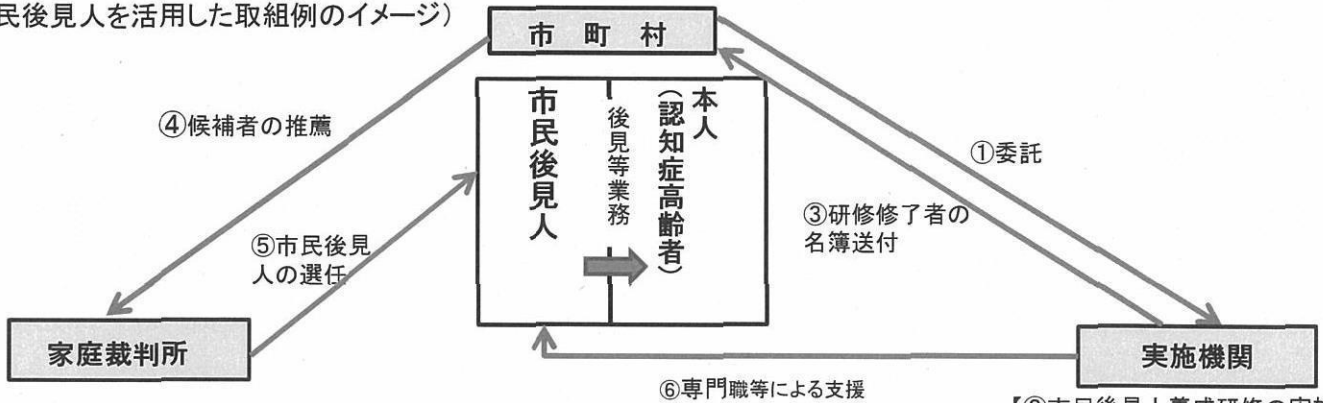 民後見人を活用した取組例のイメージ）
市 町 村
④候補者の推薦
①委託
市民後見人
後見等業務
本人
（認知症高齢者）
③研修修了者の
名簿送付
⑤市民後見
人の選任
家庭裁判所
実施機関
⑥専門職等による支援